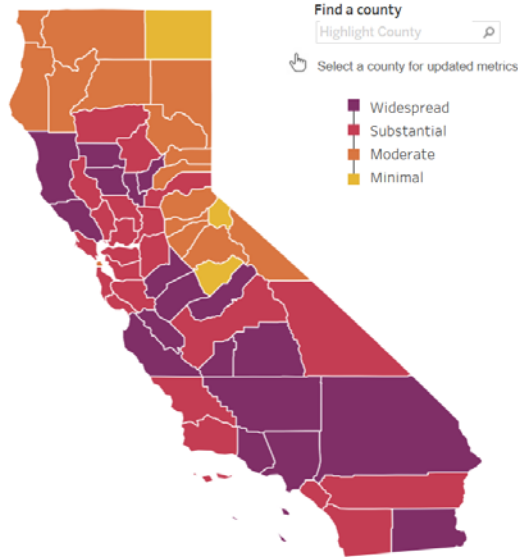 Find a county
Highlight County
Select a county for updated metrics
Widespread
Substantial
Moderate
Minimal